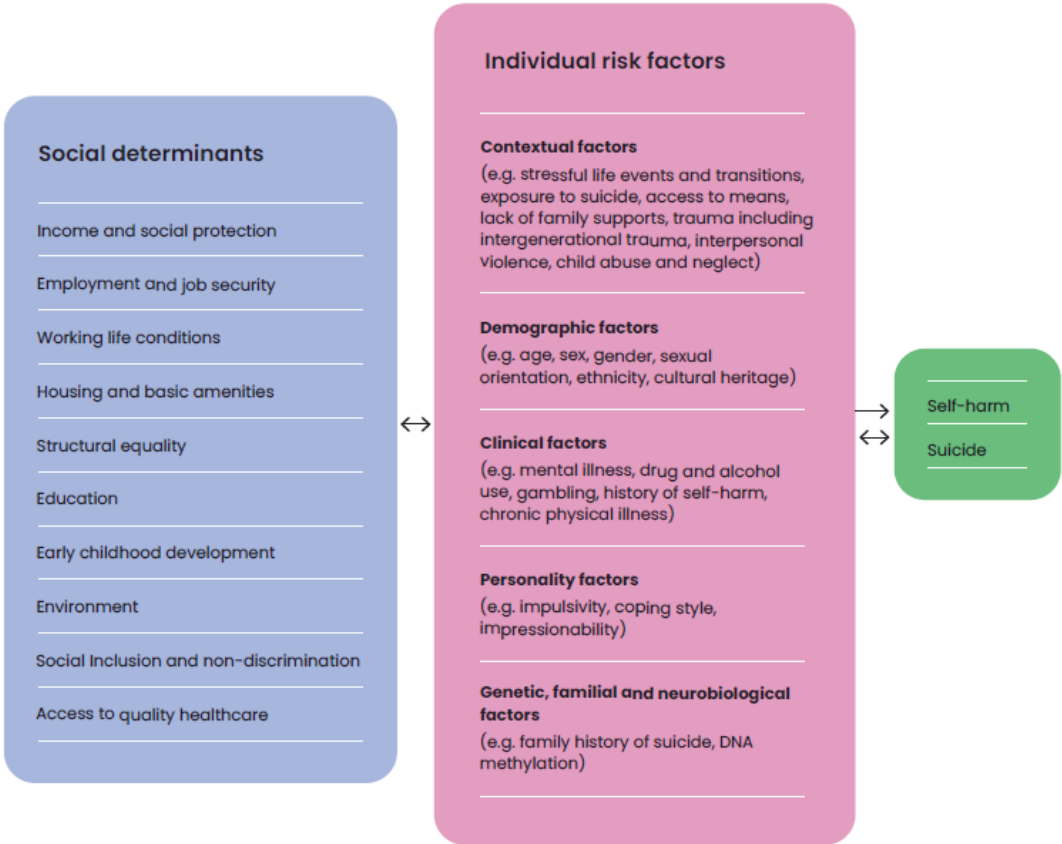 Social determinants
Income and social protection
Employment and job security
Working life conditions
Housing and basic amenities
Structural equality
Education
Early childhood development
Environment
Social Inclusion and non-discrimination
Access to quality healthcare
Individual risk factors
Contextual factors
(e.g. stressful life events and transitions,
exposure to suicide, access to means,
lack of family supports, trauma including
intergenerational trauma, interpersonal
violence, child abuse and neglect)
Demographic factors
(e.g. age, sex, gender, sexual
orientation, ethnicity, cultural heritage)
Clinical factors
(e.g. mental illness, drug and alcohol
use, gambling, history of self-harm,
chronic physical illness)
Personality factors
(e.g. impulsivity, coping style,
impressionability)
Genetic, familial and neurobiological
factors
(e.g. family history of suicide, DNA
methylation)
Self-harm
Suicide